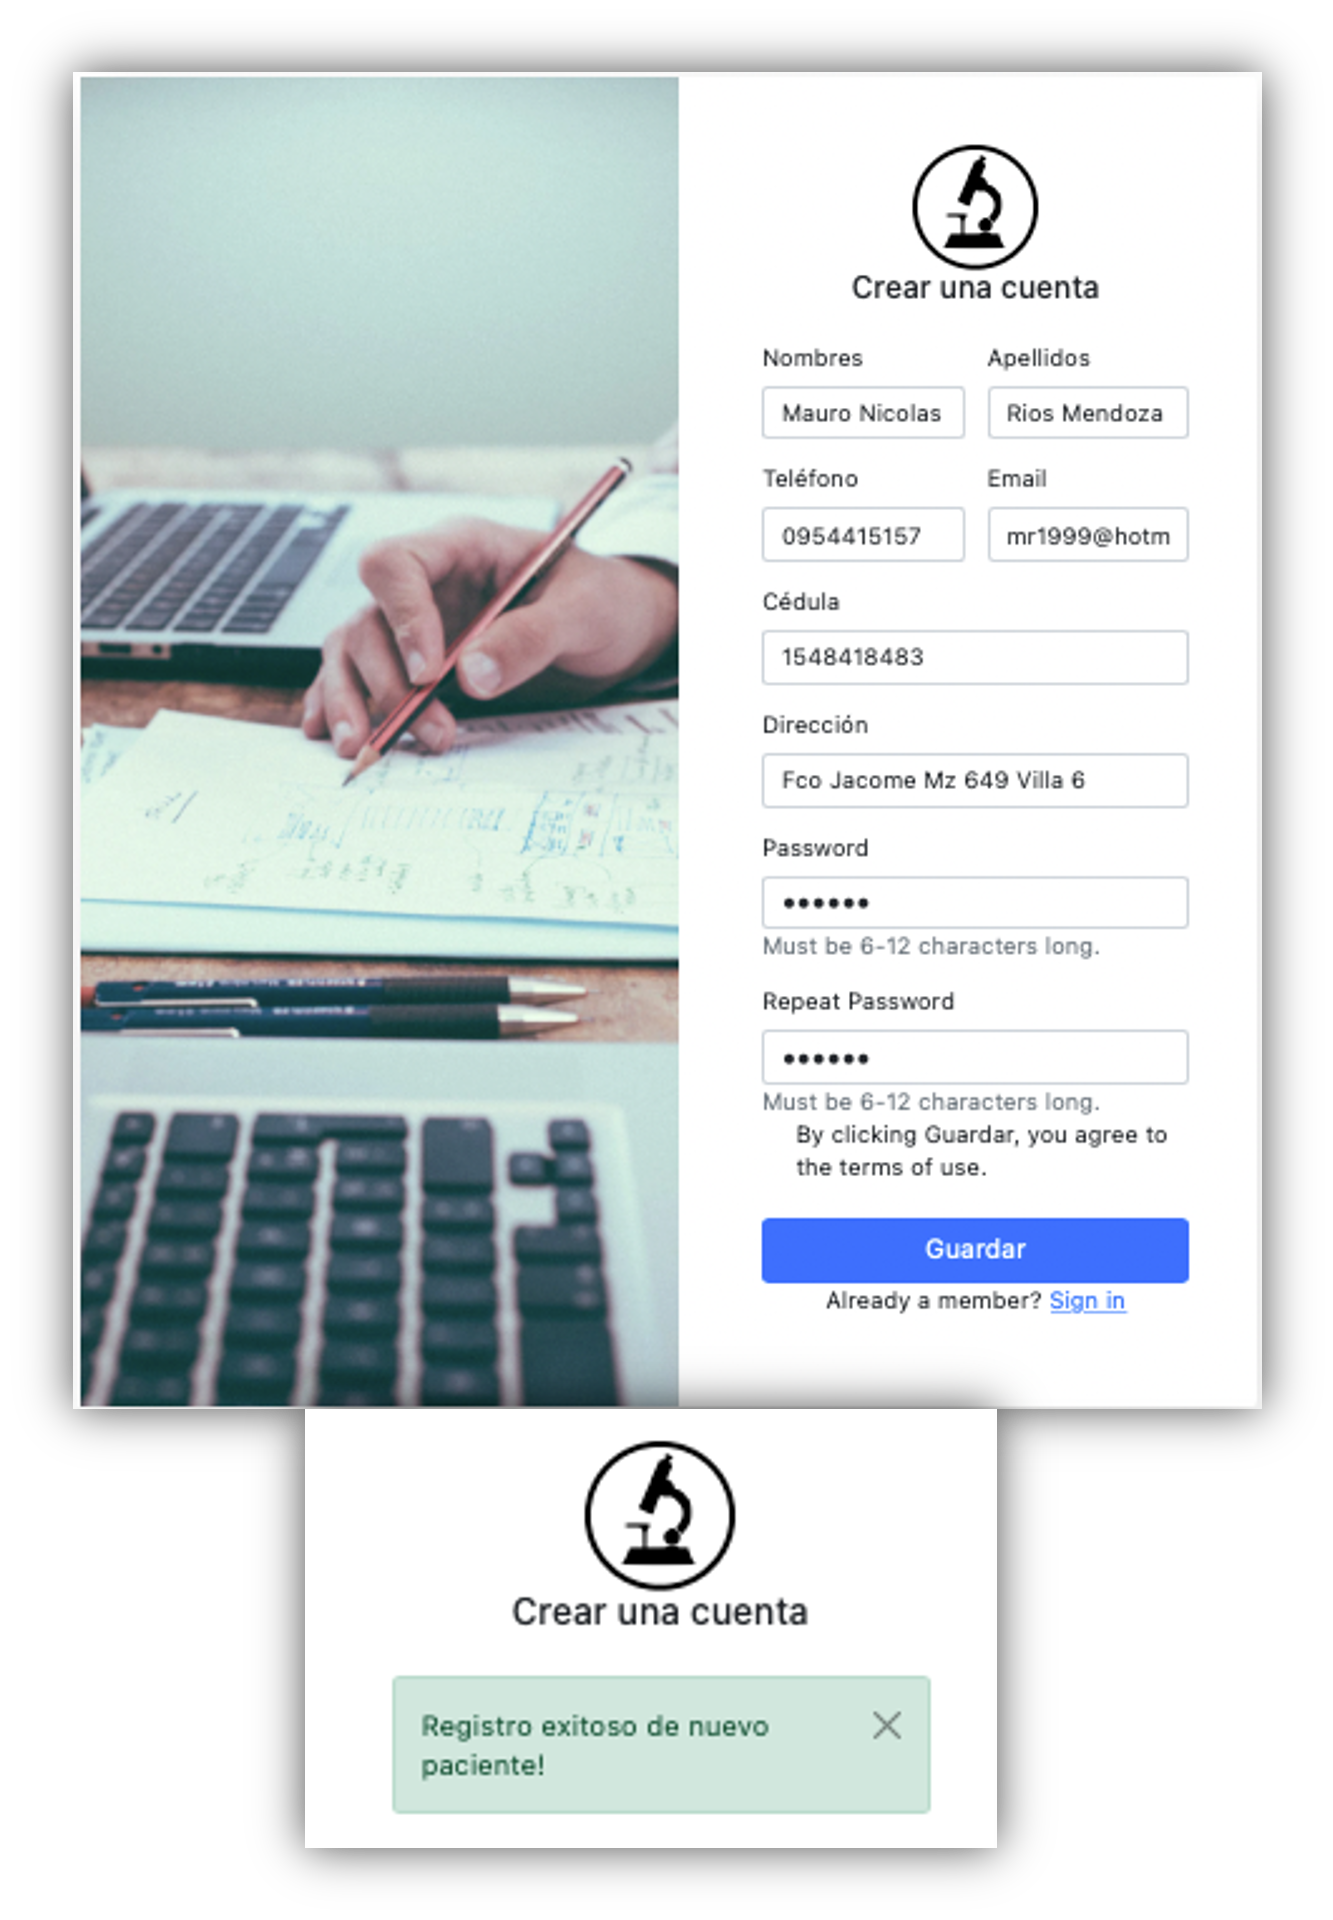 Crear una cuenta
Nombres
Apellidos
Mauro Nicolas
Rios Mendoza
Teléfono
Email
0954415157
mr1999@hotm
Cédula
1548418483
Dirección
Fco Jacome Mz 649 Villa 6
Password
••••••
Must be 6-12 characters long.
Repeat Password
••••••
Must be 6-12 characters long.
By clicking Guardar, you agree to
the terms of use.
Guardar
Already a member? Sign in
Crear una cuenta
Registro exitoso de nuevo
paciente!